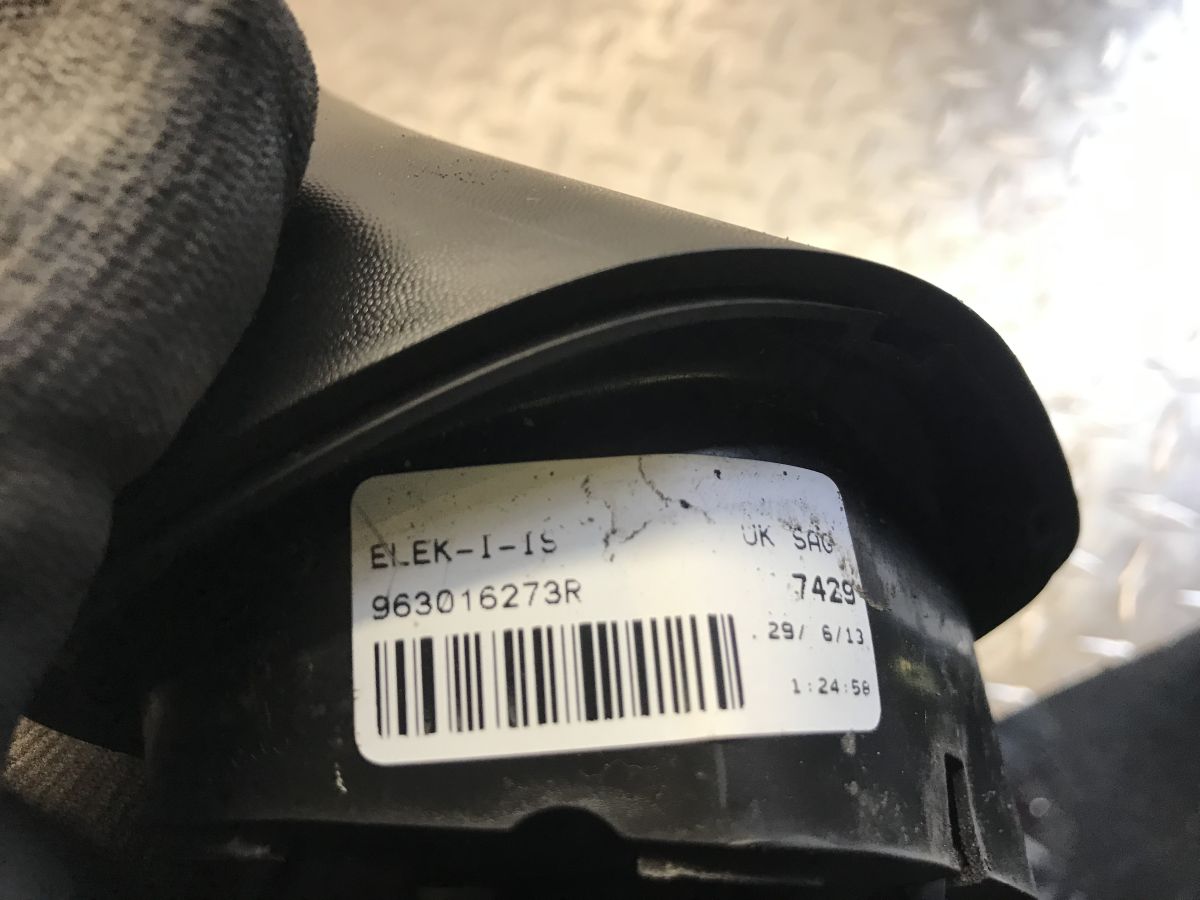 ELEK-I-IS UK SAG
963016273R 7429
29/ 6/13
1:24:58